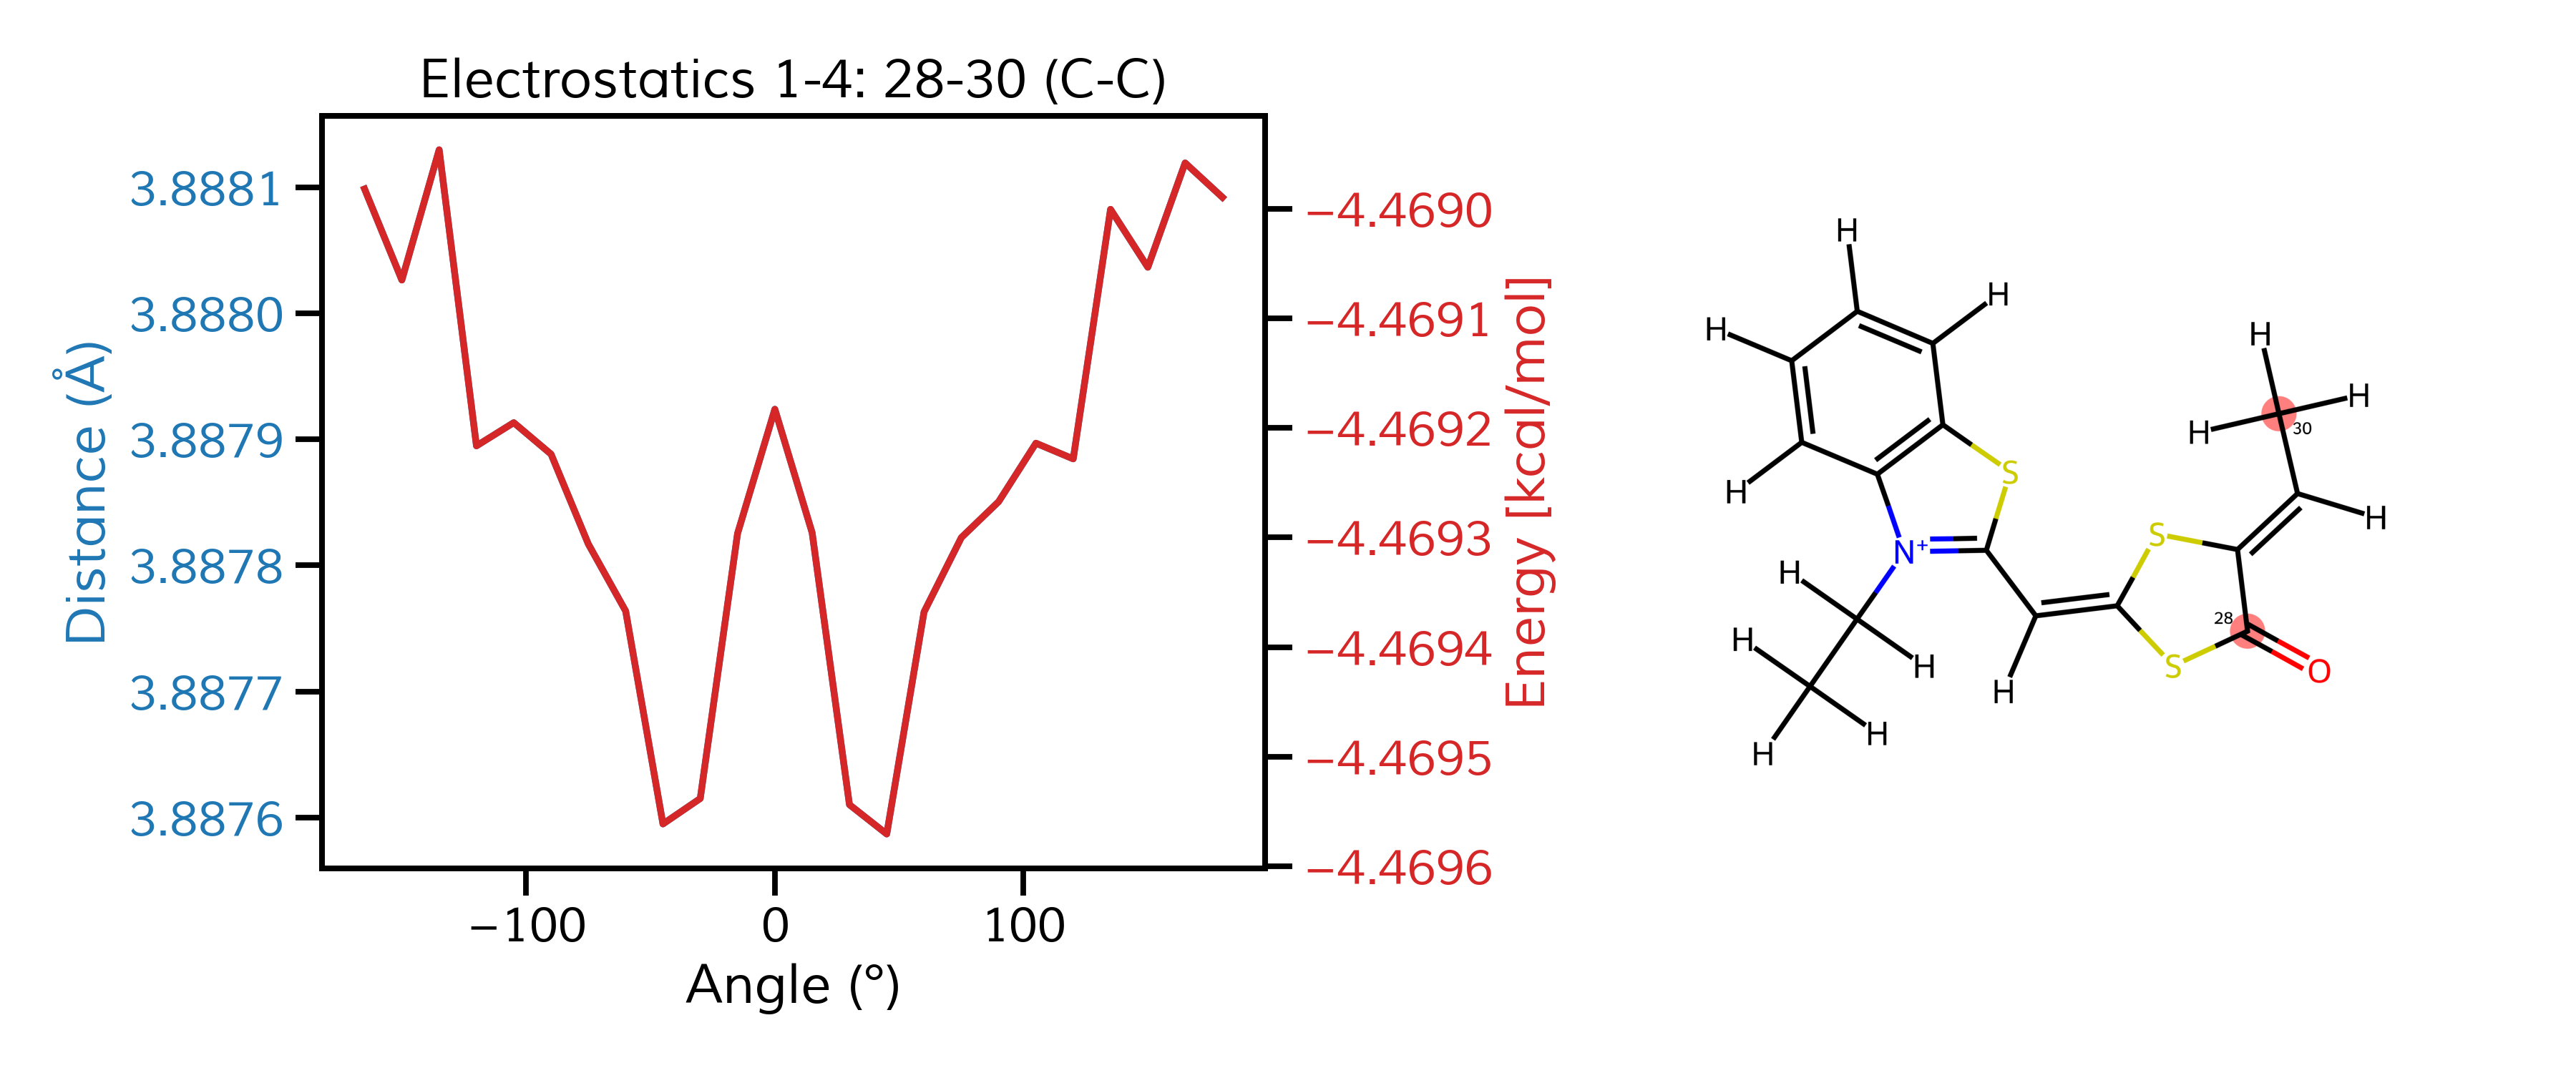 Electrostatics 1-4: 28-30 (C-C)
Distance (Å)
3.8881
3.8880
3.8879
3.8878
3.8877
3.8876
−100
0
100
Angle (°)
−4.4690
−4.4691
−4.4692
−4.4693
−4.4694
−4.4695
−4.4696
Energy [kcal/mol]
H
H
H
H
H
H
H
30
S
H
S
N+
H
H
28
H
S
O
H
H
H